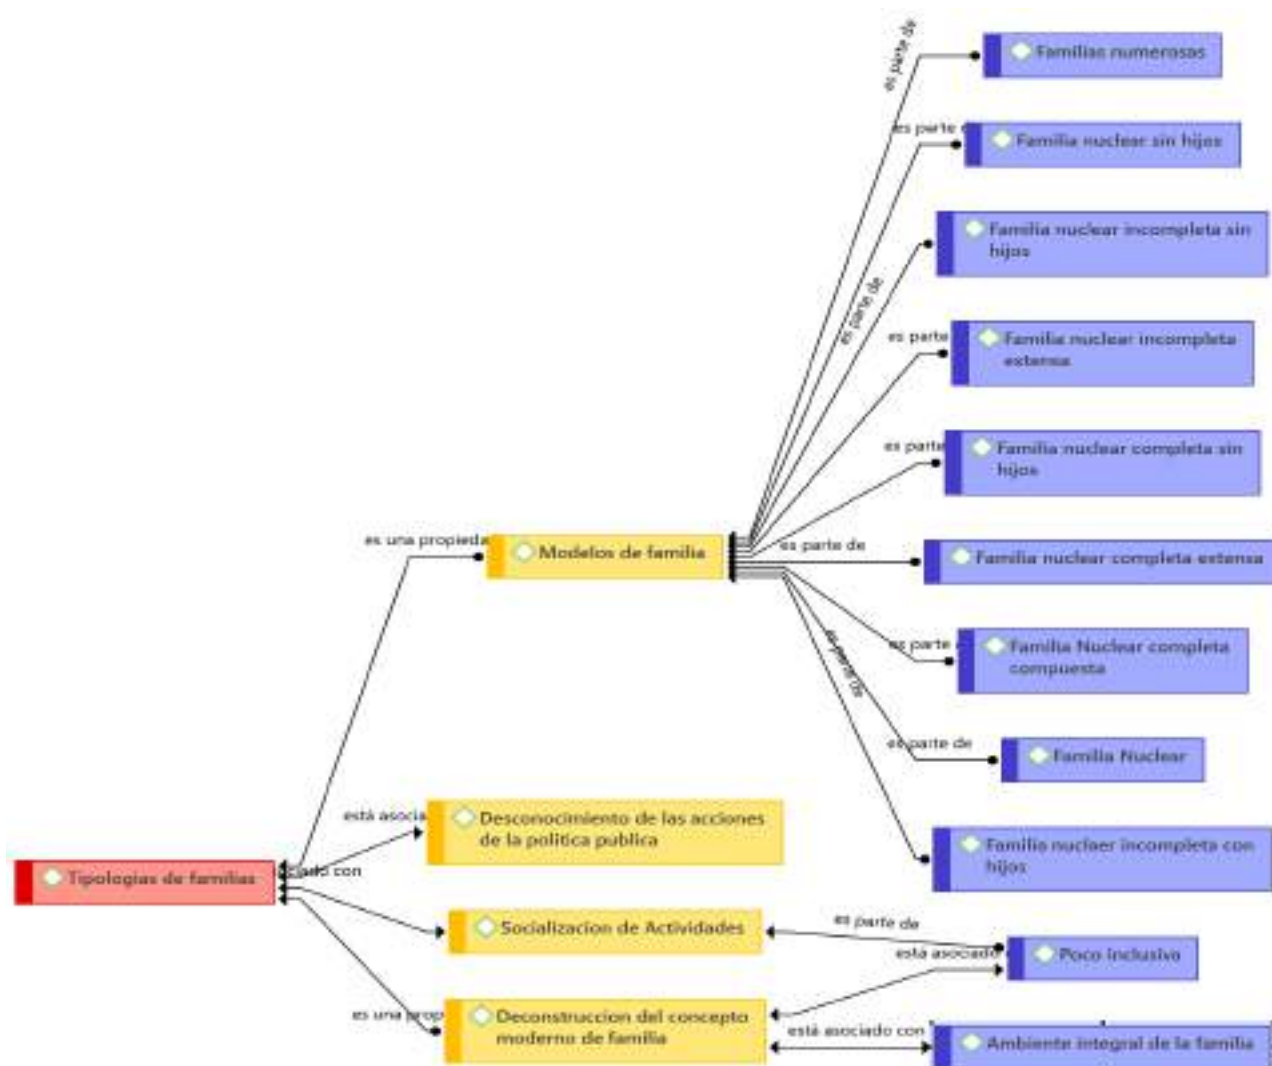 es parte de
Familias numerosas
es parte
Familia nuclear sin hijos
Familia nuclear incompleta sin
hijos
es parte de
es parte
Familia nuclear incompleta
extensa
es parte
Familia nuclear completa sin
hijos
es una propieda
Modelos de familia
es parte de
Familia nuclear completa extensa
es parte
Familia Nuclear completa
compuesta
es parte de
es parte de
Familia Nuclear
está asocia
Desconocimiento de las acciones
de la politica publica
Familia nuclaer incompleta con
hijos
Tipologias de familias
ciado con
Socializacion de Actividades
es parte de
Poco inclusivo
está asociado
es una prop
Deconstruccion del concepto
moderno de familia
está asociado con
Ambiente integral de la familia